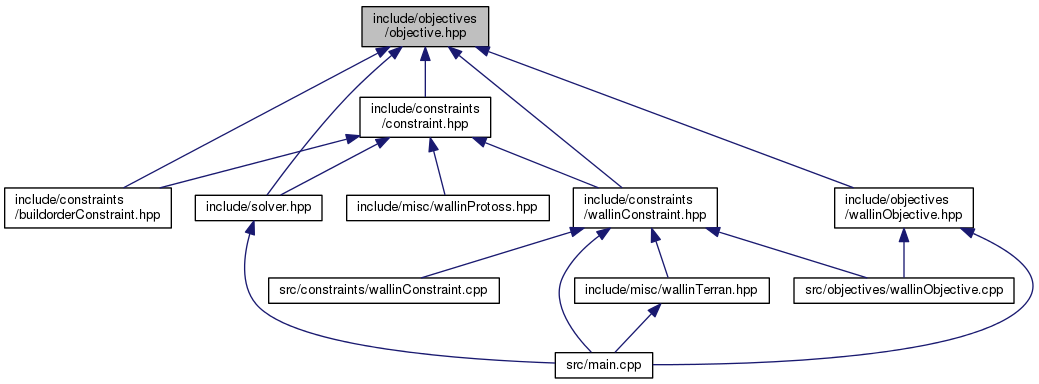 include/objectives
/objective.hpp
include/constraints
/constraint.hpp
include/constraints
/buildorderConstraint.hpp
include/solver.hpp
include/misc/wallinProtoss.hpp
include/constraints
/wallinConstraint.hpp
include/objectives
/wallinObjective.hpp
src/constraints/wallinConstraint.cpp
include/misc/wallinTerran.hpp
src/objectives/wallinObjective.cpp
src/main.cpp